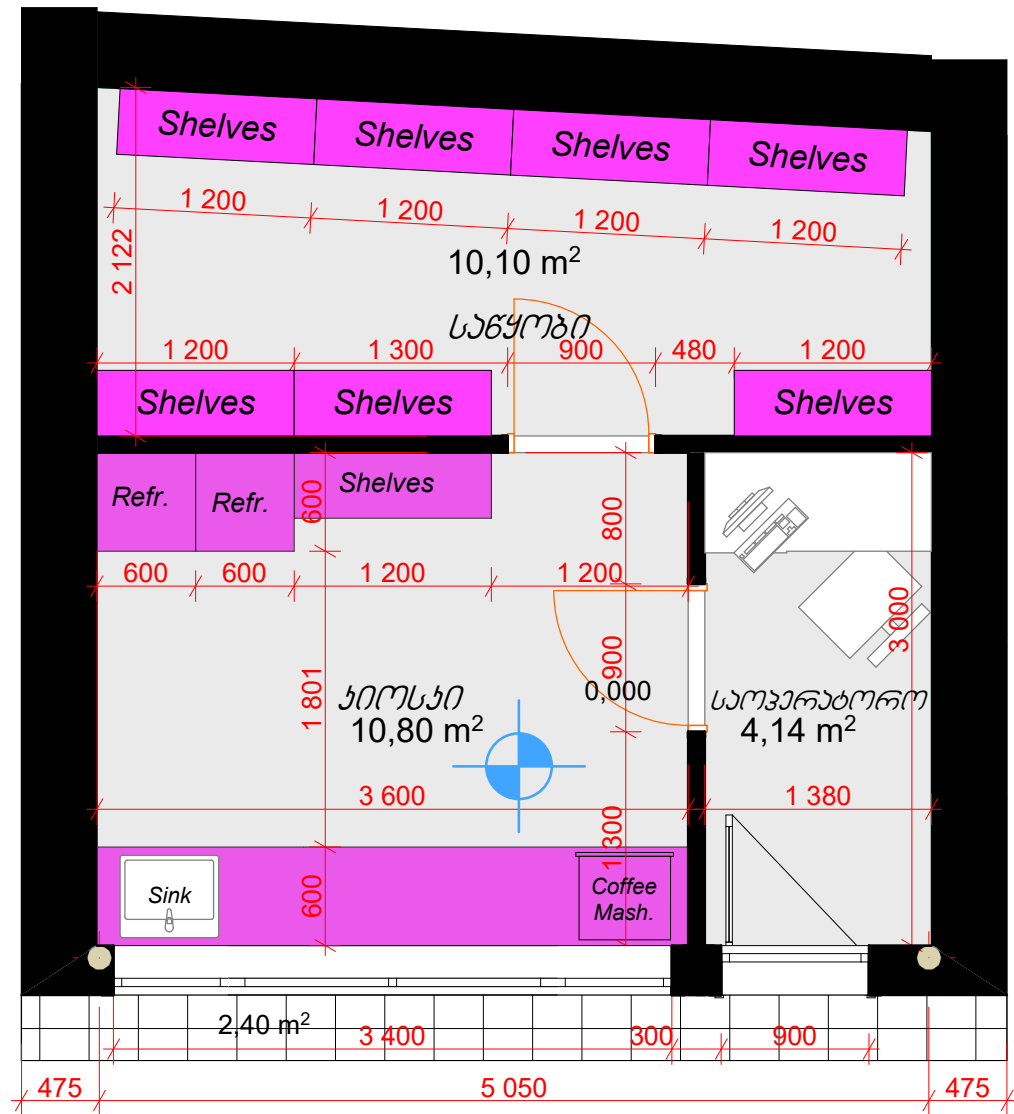 Shelves Shelves Shelves Shelves
1 200 1 200 1 200 1 200
2 122
10,10 m²
საწყობი
1 200 1 300 900 480 1 200
Shelves Shelves Shelves
Refr. Refr. Shelves
600 800
600 600 1 200 1 200
3 000
1 801 900
0,000
კიოსკი
10,80 m²
საოპერატორო
4,14 m²
3 600 1 380
1 300
600
Sink
Coffee
Mash.
2,40 m²
3 400 300 900
475 5 050 475